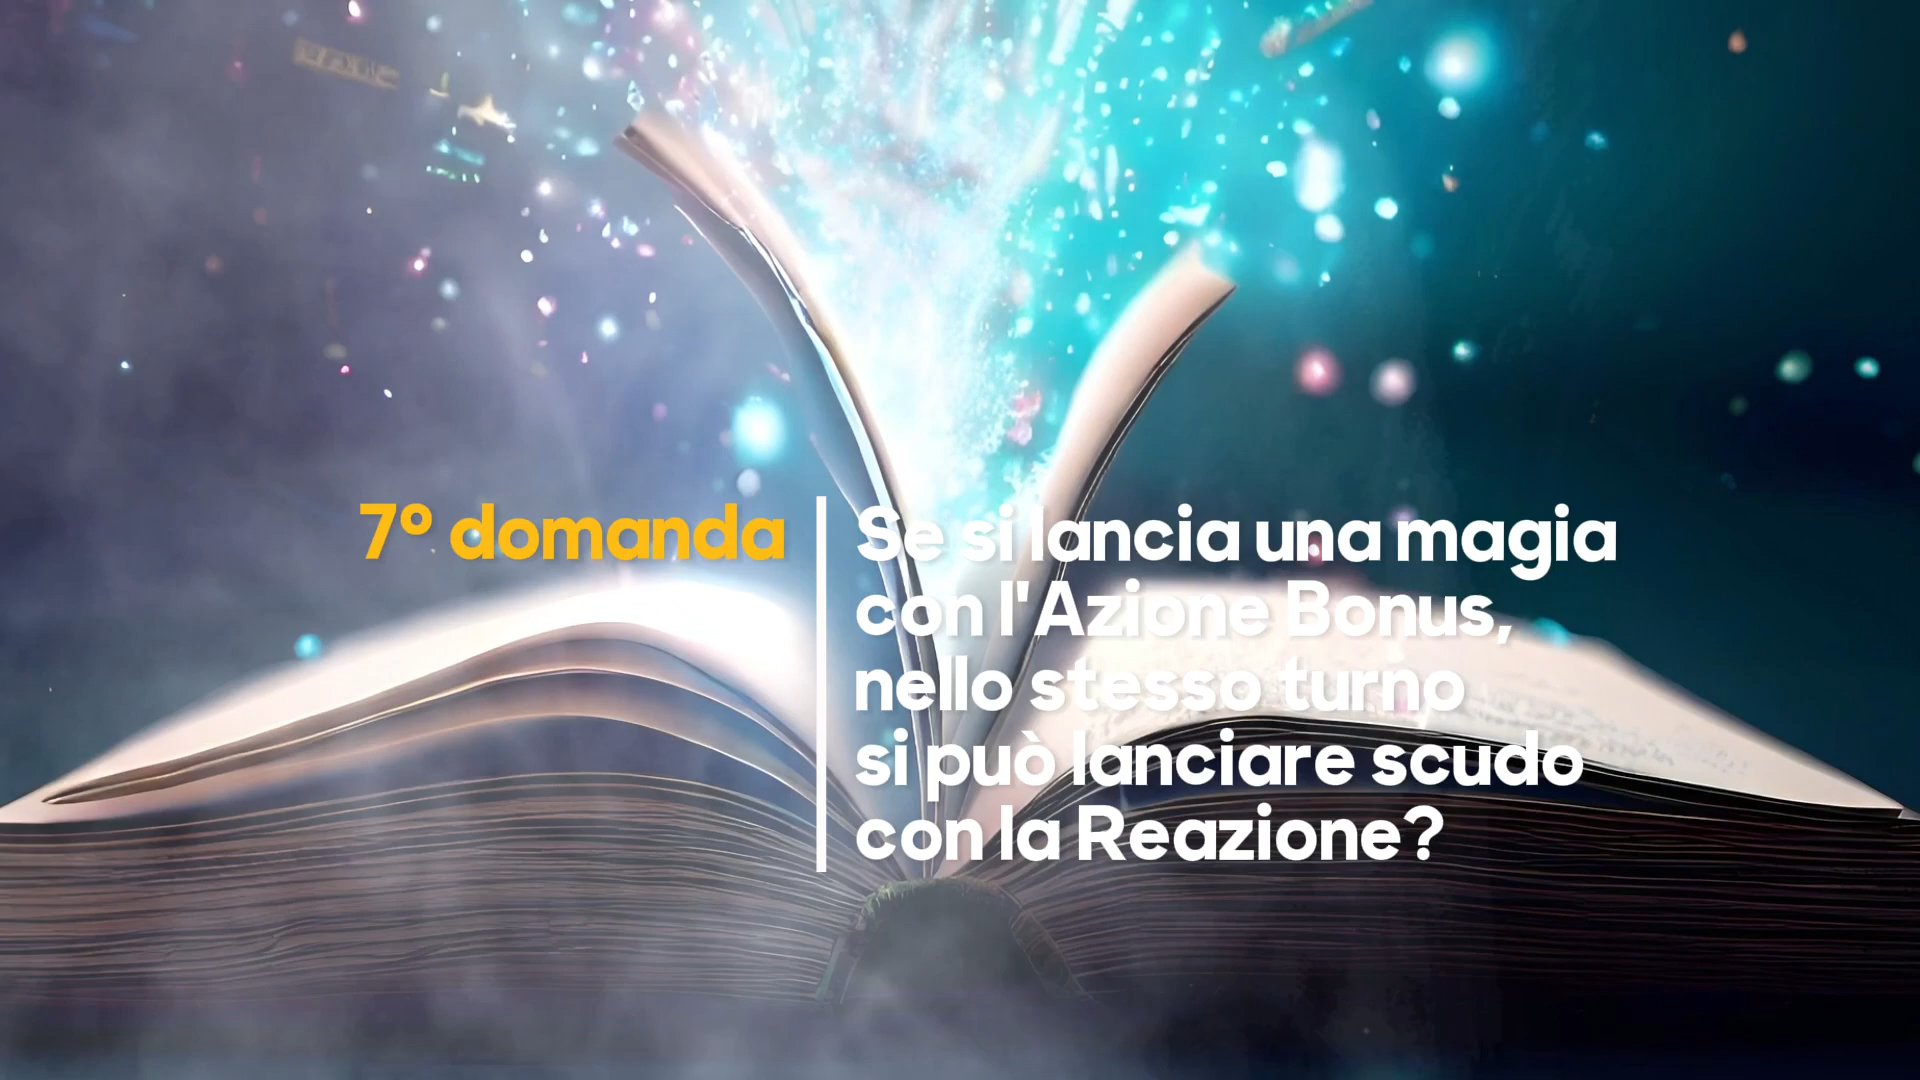 7° domanda
Se si lancia una magia
con l'Azione Bonus,
nello stesso turno
si può lanciare scudo
con la Reazione?